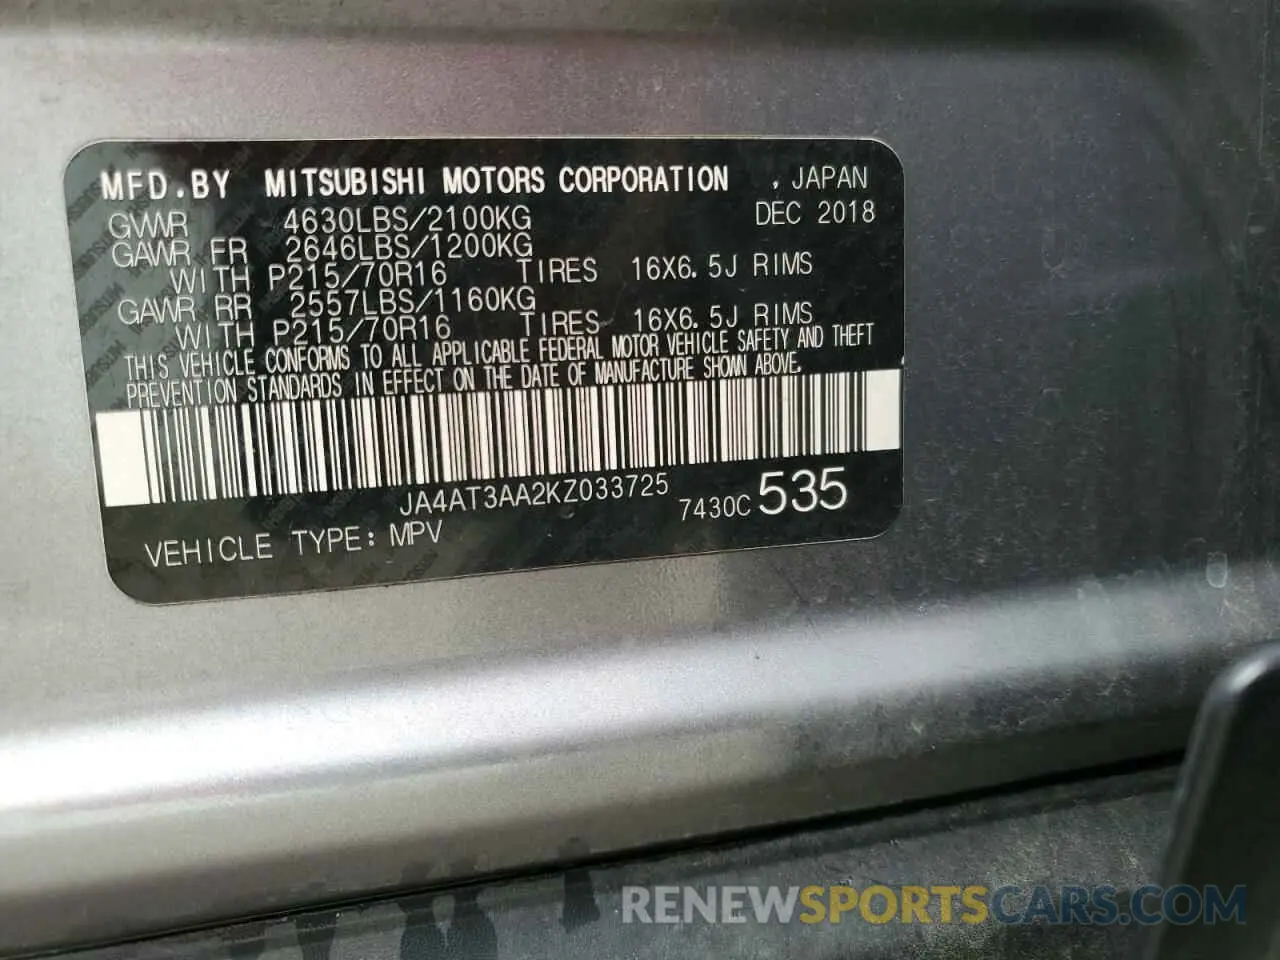 MFD.BY MITSUBISHI MOTORS CORPORATION , JAPAN
GVWR 4630LBS/2100KG DEC 2018
GAWR FR 2646LBS/1200KG
WITH P215/70R16 TIRES 16X6.5J RIMS
GAWR RR 2557LBS/1160KG
WITH P215/70R16 TIRES 16X6.5J RIMS
THIS VEHICLE CONFORMS TO ALL APPLICABLE FEDERAL MOTOR VEHICLE SAFETY AND THEFT
PREVENTION STANDARDS IN EFFECT ON THE DATE OF MANUFACTURE SHOWN ABOVE.
JA4AT3AA2KZ033725
7430C 535
VEHICLE TYPE: MPV
RENEWSPORTSCARS.COM